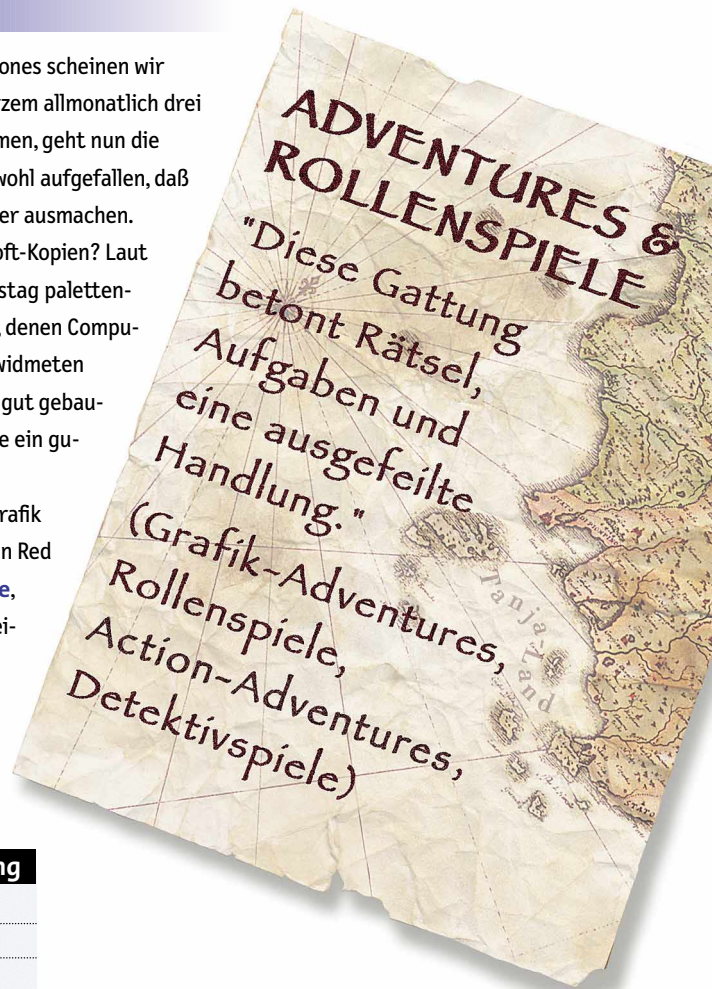 ones scheinen wir
rzem allmonatlich drei
men, geht nun die
wohl aufgefallen, daß
er ausmachen.
oft-Kopien? Laut
stag paletten-
, denen Compu-
widmeten
gut gebau-
e ein gu-
rafik
n Red
e,
ei-
ng
ADVENTURES &
ROLLENSPIELE
"Diese Gattung
betont Rätsel,
Aufgaben und
eine ausgefeilte
Handlung."
(Grafik-Adventures,
Rollenspiele,
Action-Adventures,
Detektivspiele)
Tanja Land